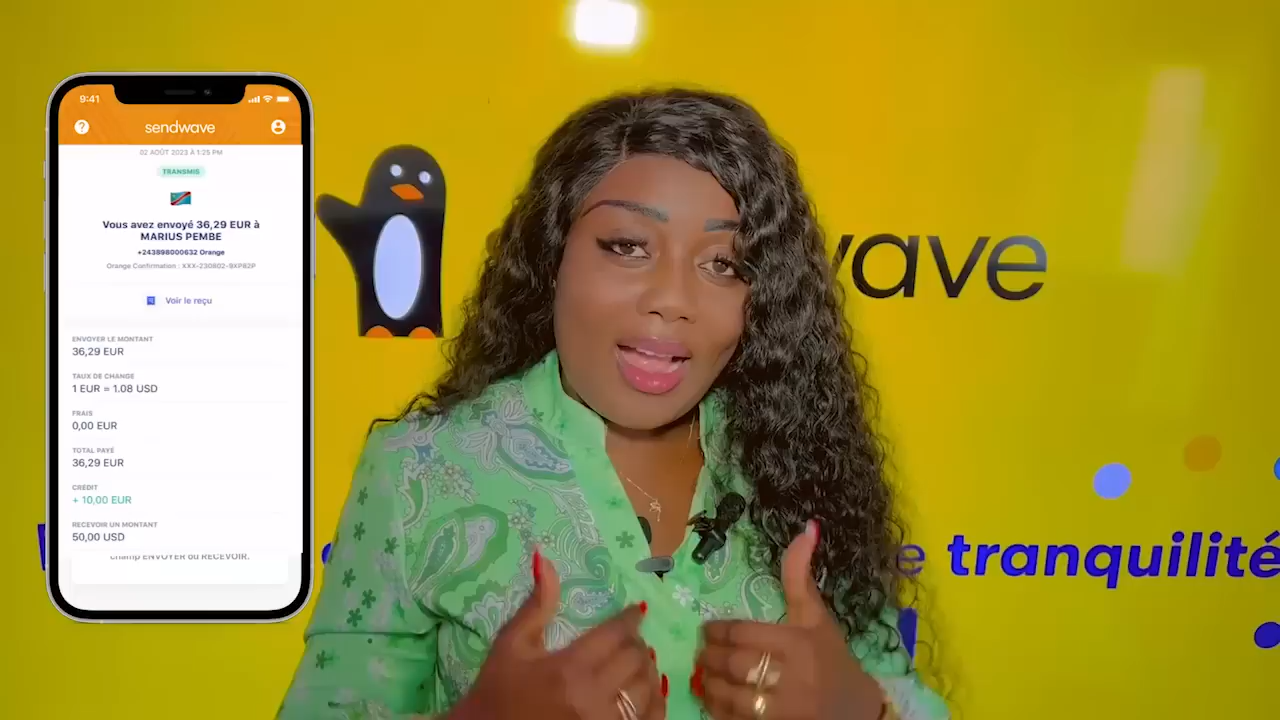 9:41
sendwave
02 AOÛT 2023 À 1:25 PM
TRANSMIS
Vous avez envoyé 36,29 EUR à
MARIUS PEMBE
+243898000632 Orange
Orange Confirmation : XXX-230802-9XP82P
Voir le reçu
ENVOYER LE MONTANT
36,29 EUR
TAUX DE CHANGE
1 EUR = 1.08 USD
FRAIS
0,00 EUR
TOTAL PAYÉ
36,29 EUR
CRÉDIT
+ 10,00 EUR
RECEVOIR UN MONTANT
50,00 USD
champ ENVOYER ou RECEVOIR.
wave
e tranquilité